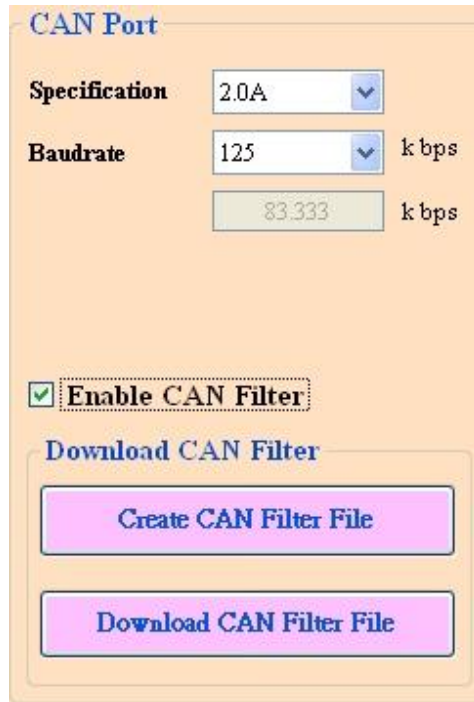 CAN Port
Specification 2.0A
Baudrate 125 k bps
83.333 k bps
Enable CAN Filter
Download CAN Filter
Create CAN Filter File
Download CAN Filter File